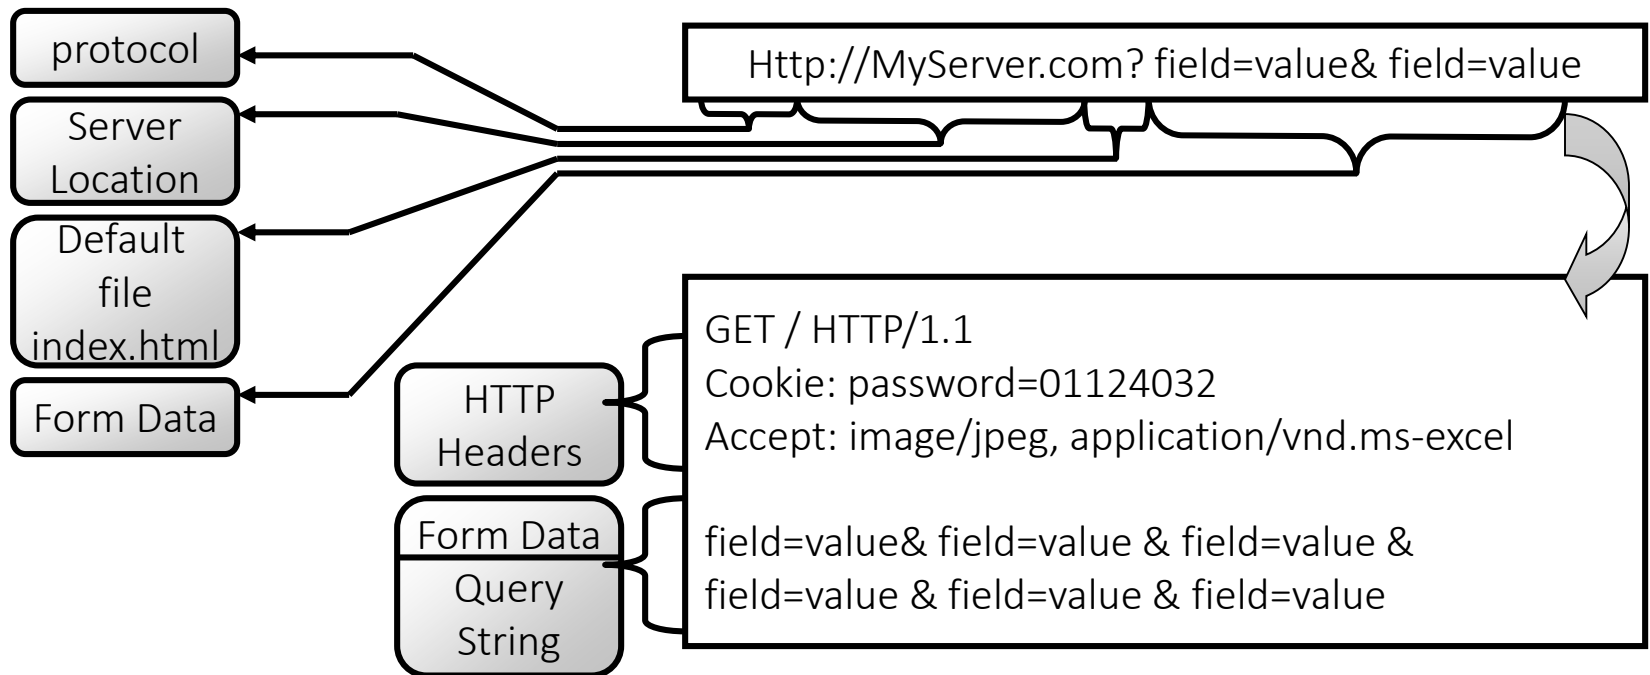 protocol
Http://MyServer.com? field=value& field=value
Server
Location
Default
file
index.html
Form Data
HTTP
Headers
Form Data
Query
String
GET / HTTP/1.1
Cookie: password=01124032
Accept: image/jpeg, application/vnd.ms-excel
field=value& field=value & field=value &
field=value & field=value & field=value